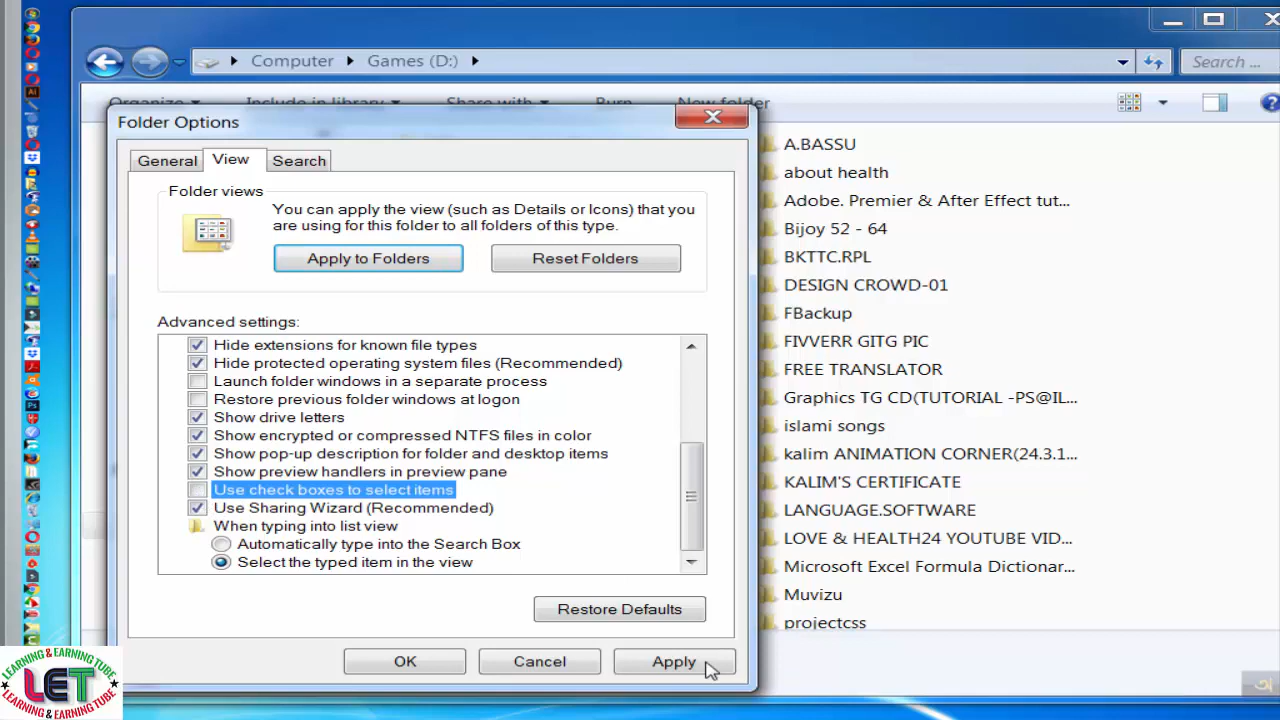 Computer Games (D:)
Search ...
Organize Include in library Share with Burn New folder
Folder Options
General View Search
Folder views
You can apply the view (such as Details or Icons) that you
are using for this folder to all folders of this type.
Apply to Folders Reset Folders
Advanced settings:
Hide extensions for known file types
Hide protected operating system files (Recommended)
Launch folder windows in a separate process
Restore previous folder windows at logon
Show drive letters
Show encrypted or compressed NTFS files in color
Show pop-up description for folder and desktop items
Show preview handlers in preview pane
Use check boxes to select items
Use Sharing Wizard (Recommended)
When typing into list view
Automatically type into the Search Box
Select the typed item in the view
Restore Defaults
OK Cancel Apply
A.BASSU
about health
Adobe. Premier & After Effect tut...
Bijoy 52 - 64
BKTTC.RPL
DESIGN CROWD-01
FBackup
FIVVERR GITG PIC
FREE TRANSLATOR
Graphics TG CD(TUTORIAL -PS@IL...
islami songs
kalim ANIMATION CORNER(24.3.1...
KALIM'S CERTIFICATE
LANGUAGE.SOFTWARE
LOVE & HEALTH24 YOUTUBE VID...
Microsoft Excel Formula Dictionar...
Muvizu
projectcss
LEARNING & EARNING TUBE
LET
LEARNING & EARNING TUBE